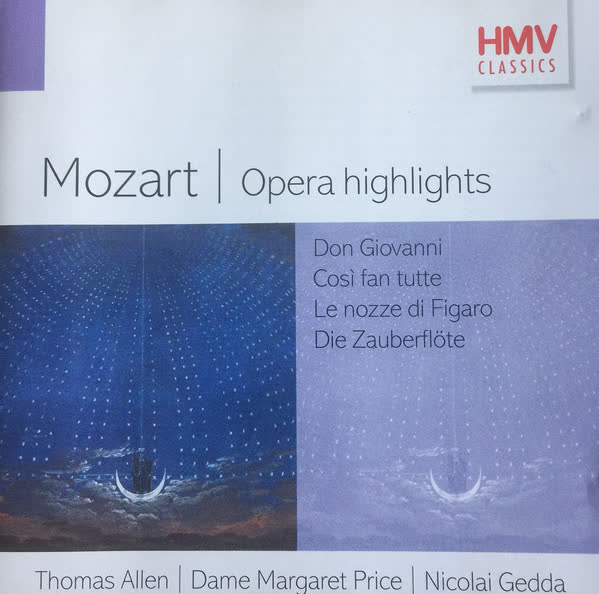 HMV
CLASSICS
Mozart | Opera highlights
Don Giovanni
Così fan tutte
Le nozze di Figaro
Die Zauberflöte
Thomas Allen | Dame Margaret Price | Nicolai Gedda